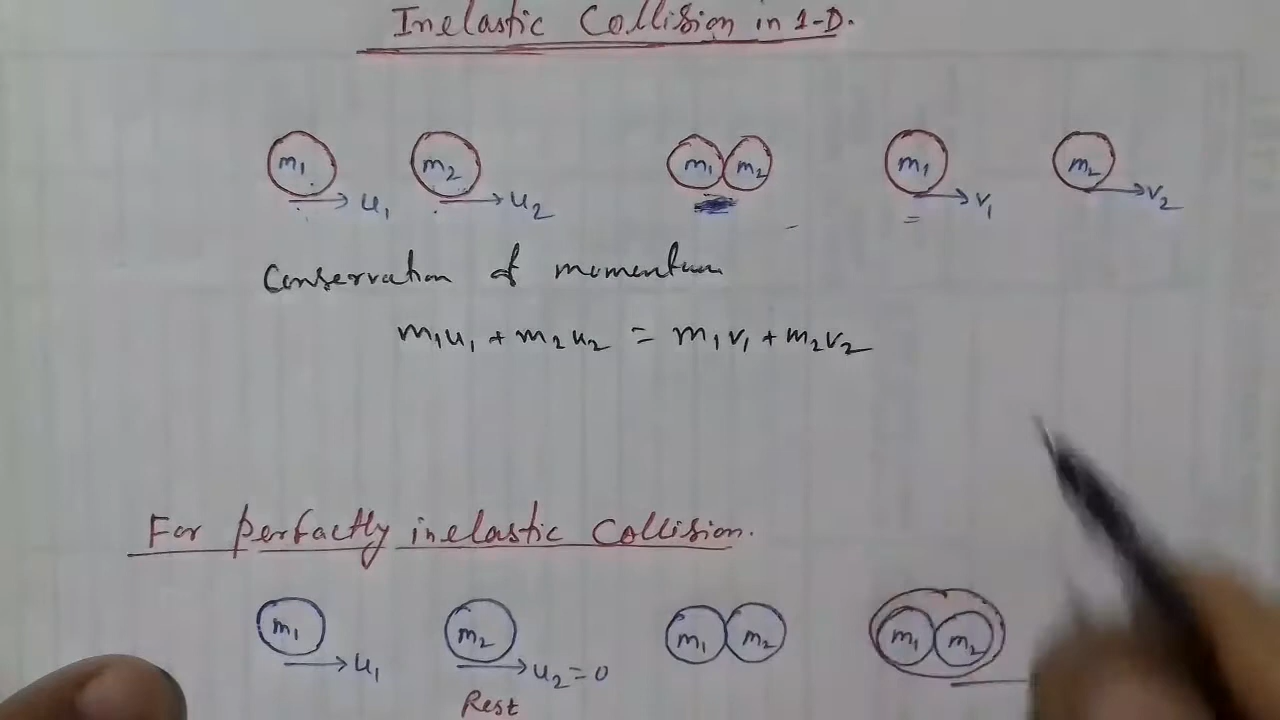 Inelastic Collision in 1-D.
m1 m2 m1 m2 m1 m2
u1 u2 v1 v2
Conservation of momentum
m1u1 + m2u2 = m1v1 + m2v2
For perfactly inelastic Collision.
m1 m2 m1 m2 m1 m2
u1 u2 = 0
Rest